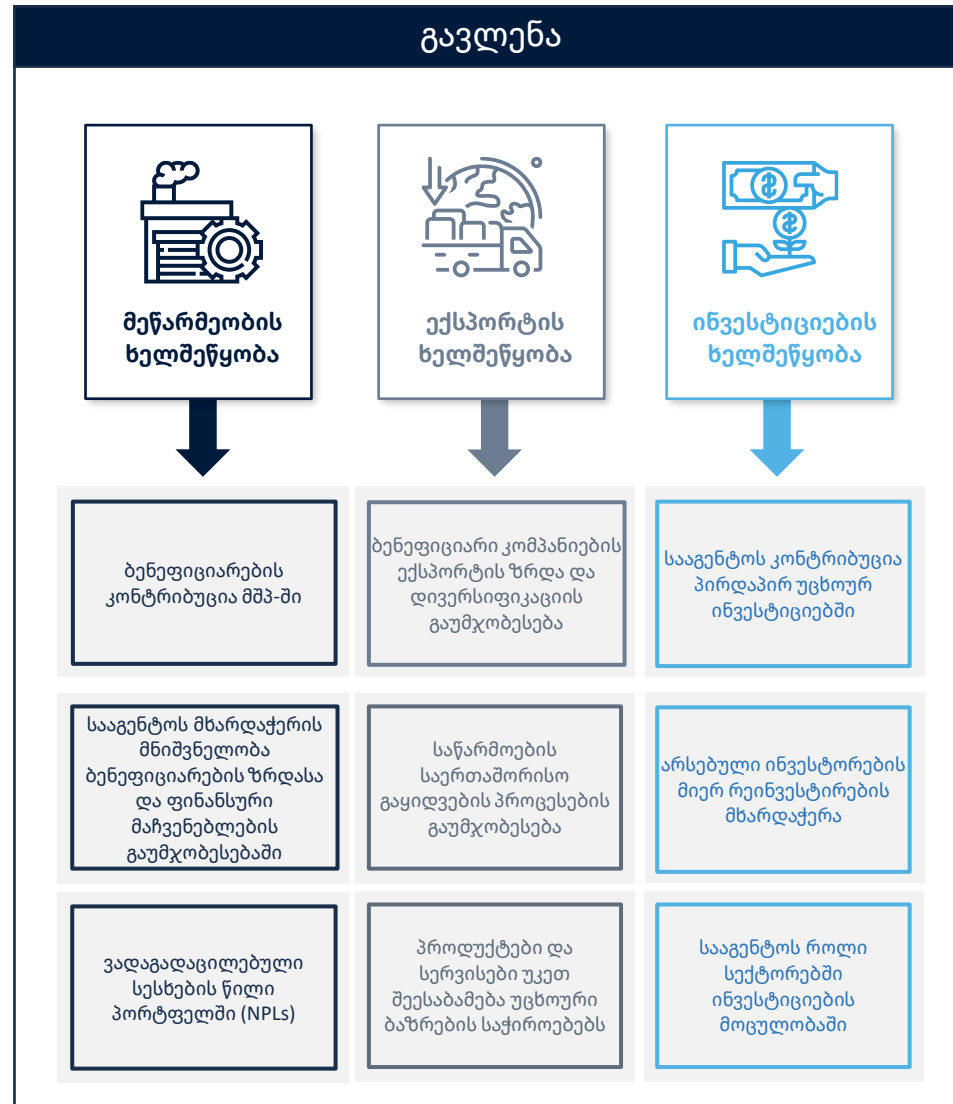 გავლენა
მეწარმეობის
ხელშეწყობა
ექსპორტის
ხელშეწყობა
ინვესტიციების
ხელშეწყობა
ბენეფიციარების
კონტრიბუცია მშპ-ში
ბენეფიციარი კომპანიების
ექსპორტის ზრდა და
დივერსიფიკაციის
გაუმჯობესება
სააგენტოს კონტრიბუცია
პირდაპირ უცხოურ
ინვესტიციებში
სააგენტოს მხარდაჭერის
მნიშვნელობა
ბენეფიციარების ზრდასა
და ფინანსური
მაჩვენებლების
გაუმჯობესებაში
საწარმოების
საერთაშორისო
გაყიდვების პროცესების
გაუმჯობესება
არსებული ინვესტორების
მიერ რეინვესტირების
მხარდაჭერა
ვადაგადაცილებული
სესხების წილი
პორტფელში (NPLs)
პროდუქტები და
სერვისები უკეთ
შეესაბამება უცხოური
ბაზრების საჭიროებებს
სააგენტოს როლი
სექტორებში
ინვესტიციების
მოცულობაში